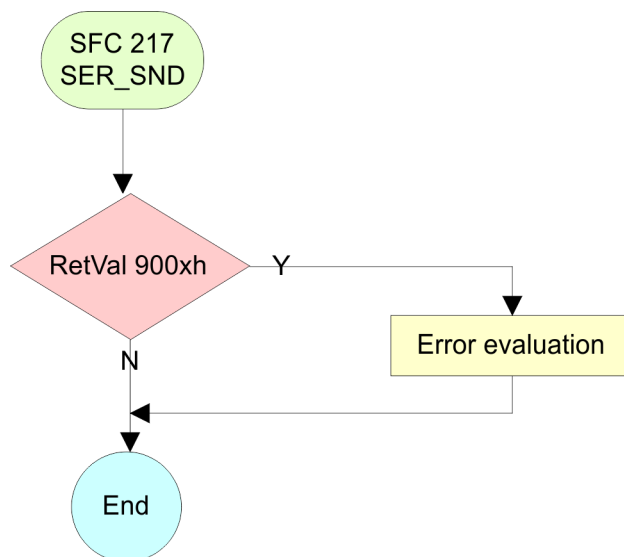 SFC 217
SER_SND
RetVal 900xh
Y
Error evaluation
N
End